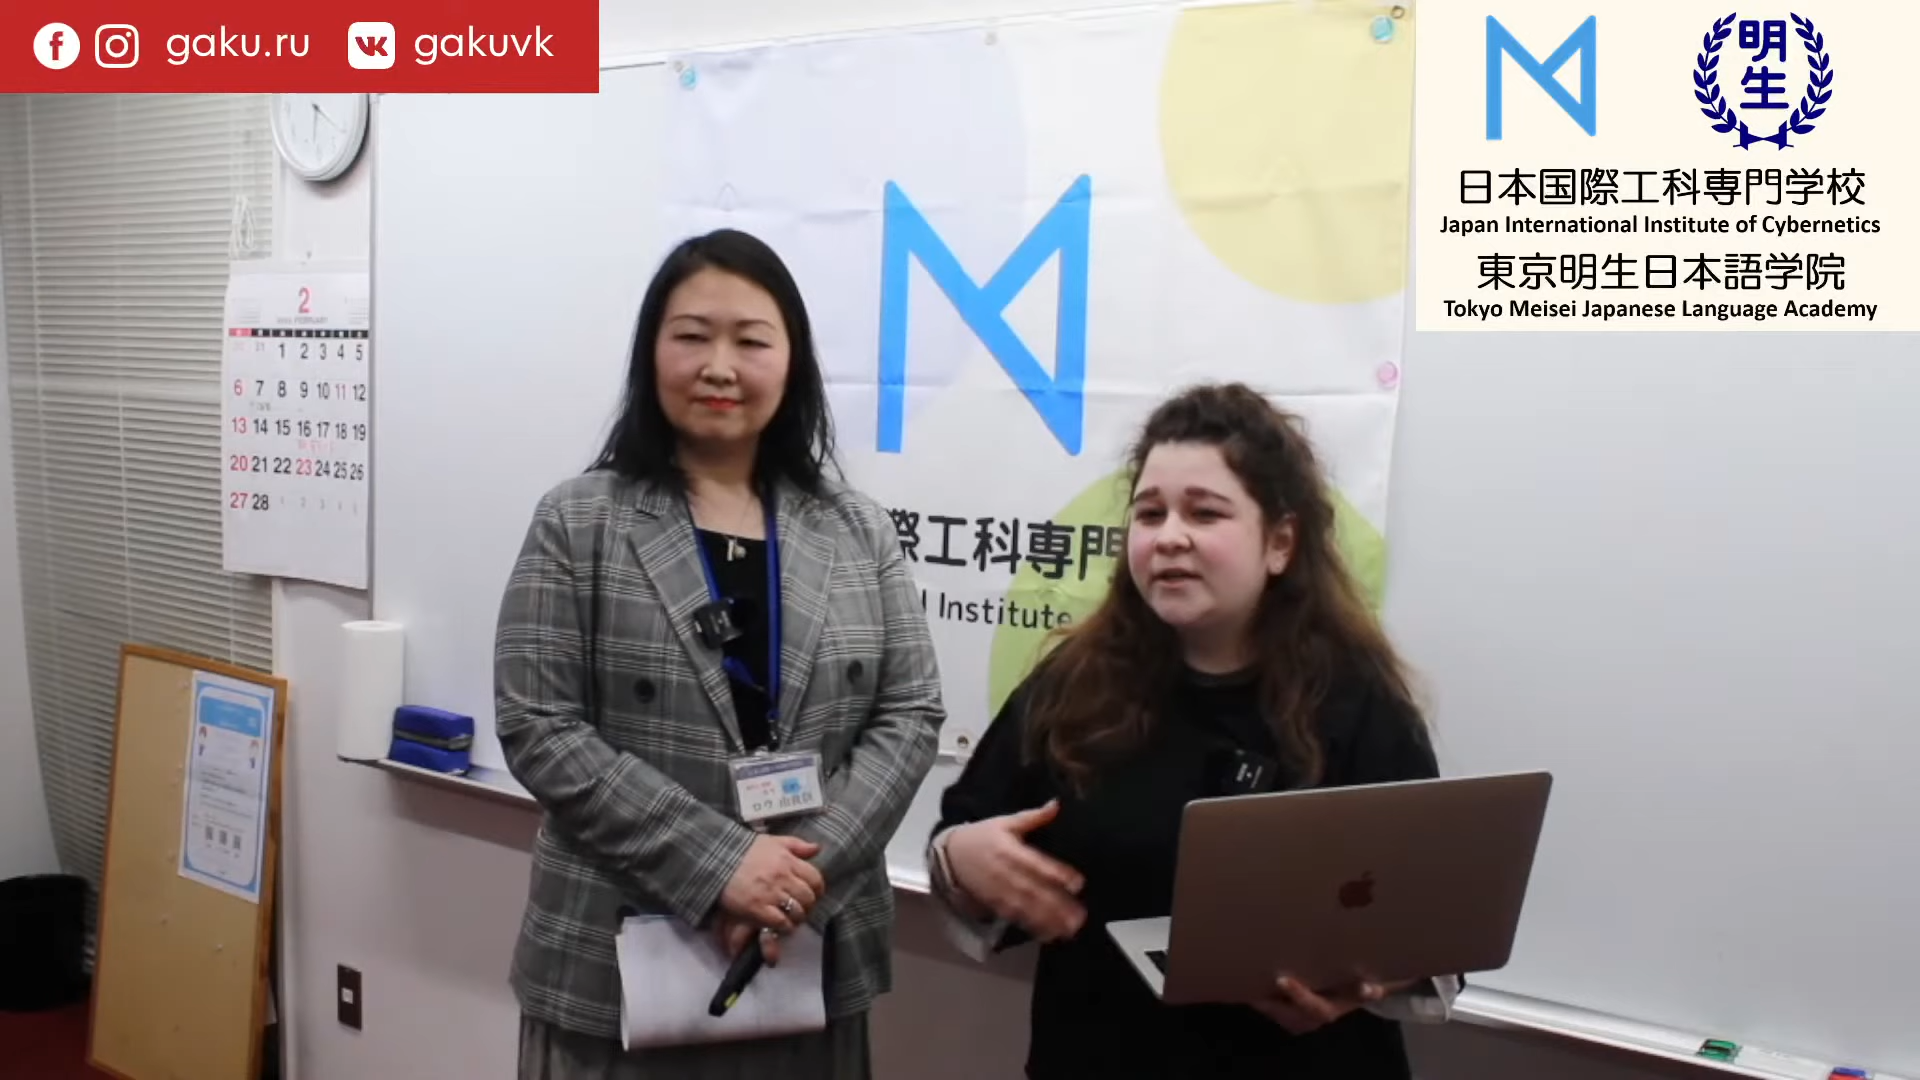 gaku.ru gakuvk
明生
日本国際工科専門学校
Japan International Institute of Cybernetics
東京明生日本語学院
Tokyo Meisei Japanese Language Academy
際工科専門
Institute
2
FEBRUARY
1 2 3 4 5
6 7 8 9 10 11 12
13 14 15 16 17 18 19
20 21 22 23 24 25 26
27 28